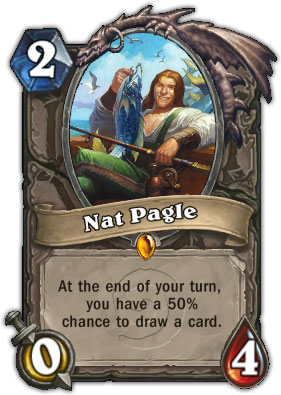 2
Nat Pagle
At the end of your turn,
you have a 50%
chance to draw a card.
0
4